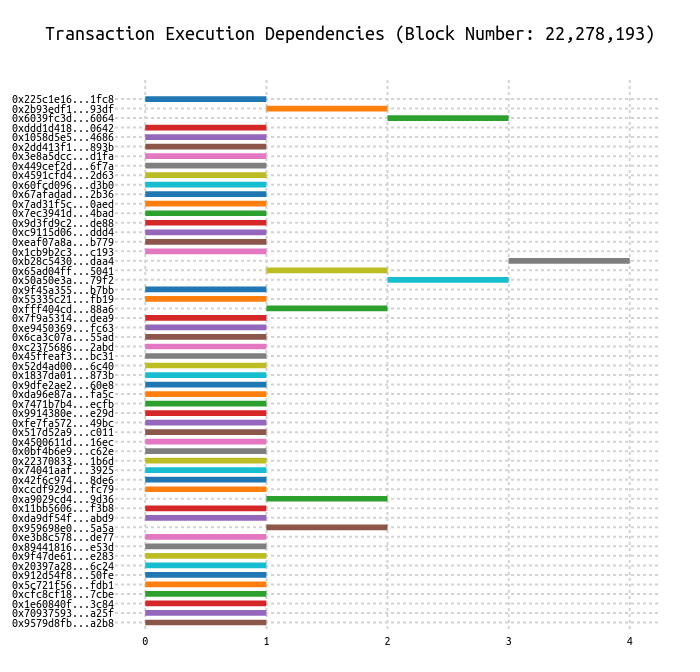 Transaction Execution Dependencies (Block Number: 22,278,193)
0x225c1e16...1fc8
0x2b93edf1...93df
0x6039fc3d...6064
0xddd1d418...0642
0x1058d5e5...4686
0x2dd413f1...893b
0x3e8a5dcc...d1fa
0x449cef2d...6f7a
0x4591cfd4...2d63
0x60fcd096...d3b0
0x67afadad...2b36
0x7ad31f5c...0aed
0x7ec3941d...4bad
0x9d3fd9c2...de88
0xc9115d06...ddd4
0xeaf07a8a...b779
0x1cb9b2c3...c193
0xb28c5430...daa4
0x65ad04ff...5041
0x50a50e3a...79f2
0x9f45a355...b7bb
0x55335c21...fb19
0xfff404cd...88a6
0x7f9a5314...dea9
0xe9450369...fc63
0x6ca3c07a...55ad
0xc2375686...2abd
0x45ffeaf3...bc31
0x52d4ad00...6c40
0x1837da01...873b
0x9dfe2ae2...60e8
0xda96e87a...fa5c
0x7471b7b4...ecfb
0x9914380e...e29d
0xfe7fa572...49bc
0x517d52a9...c011
0x4500611d...16ec
0x0bf4b6e9...c62e
0x22370833...1b6d
0x74041aaf...3925
0x42f6c974...8de6
0xccdf929d...fc79
0xa9029cd4...9d36
0x11bb5606...f3b8
0xda9df54f...abd9
0x959698e0...5a5a
0xe3b8c578...de77
0x89441816...e53d
0x9f47de61...e283
0x20397a28...6c24
0x912d54f8...50fe
0x5c721f56...fdb1
0xcfc8cf18...7cbe
0x1e60840f...3c84
0x70937593...a25f
0x9579d8fb...a2b8
0 1 2 3 4